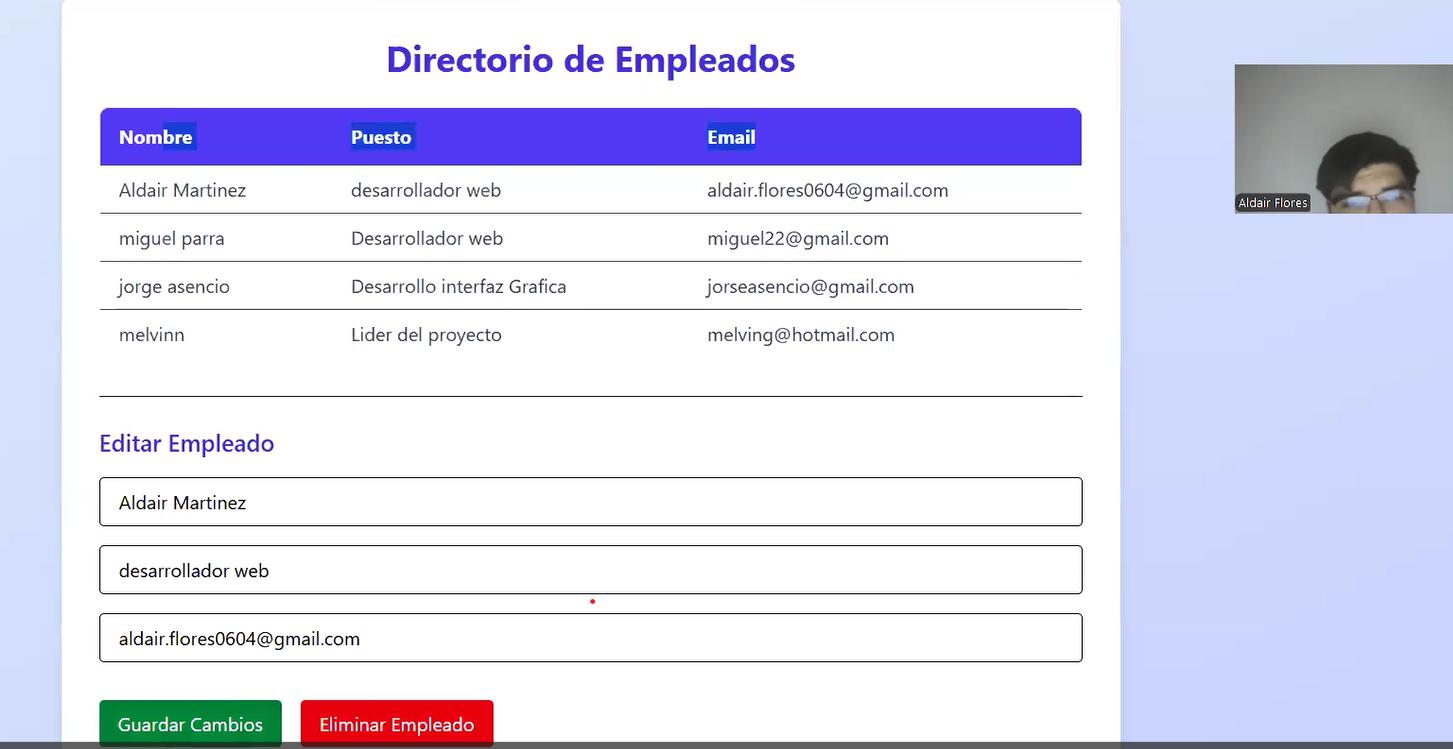 Directorio de Empleados
Nombre Puesto Email
Aldair Martinez desarrollador web aldair.flores0604@gmail.com
Aldair Flores
miguel parra Desarrollador web miguel22@gmail.com
jorge asencio Desarrollo interfaz Grafica jorseasencio@gmail.com
melvinn Lider del proyecto melving@hotmail.com
Editar Empleado
Aldair Martinez
desarrollador web
aldair.flores0604@gmail.com
Guardar Cambios Eliminar Empleado